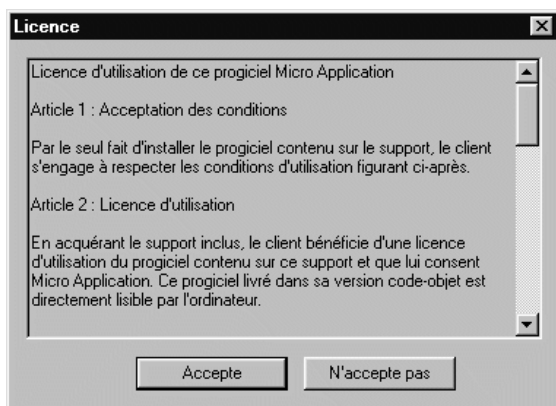 Licence
Licence d'utilisation de ce progiciel Micro Application
Article 1 : Acceptation des conditions
Par le seul fait d'installer le progiciel contenu sur le support, le client
s'engage à respecter les conditions d'utilisation figurant ci-après.
Article 2 : Licence d'utilisation
En acquérant le support inclus, le client bénéficie d'une licence
d'utilisation du progiciel contenu sur ce support et que lui consent
Micro Application. Ce progiciel livré dans sa version code-objet est
directement lisible par l'ordinateur.
Accepte
N'accepte pas